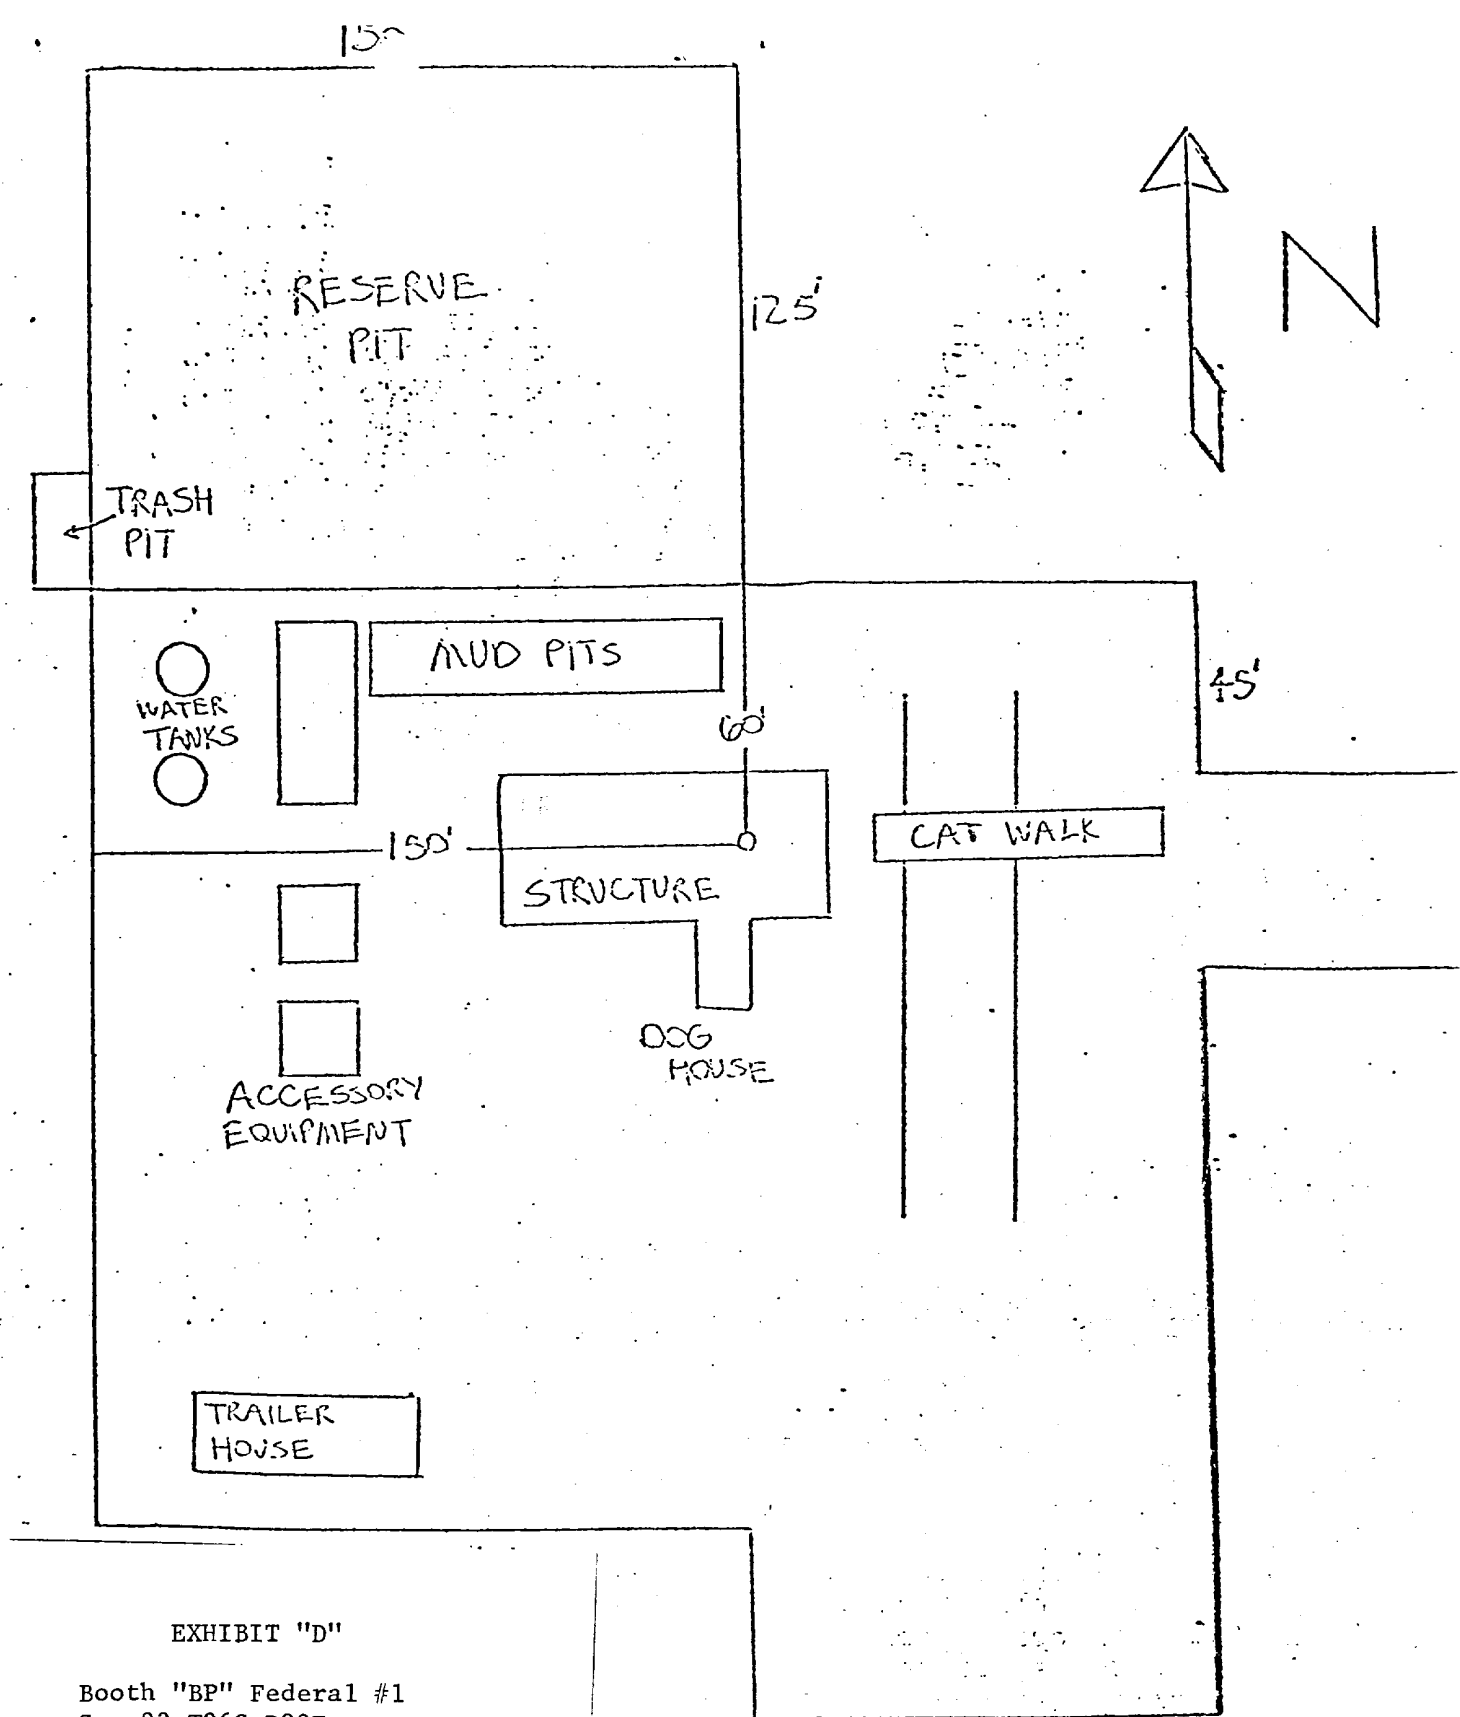 RESERVE
PIT
125'
N
TRASH
PIT
MUD PITS
45'
WATER
TANKS
60'
CAT WALK
150'
STRUCTURE
DOG
HOUSE
ACCESSORY
EQUIPMENT
TRAILER
HOUSE
EXHIBIT "D"
Booth "BP" Federal #1